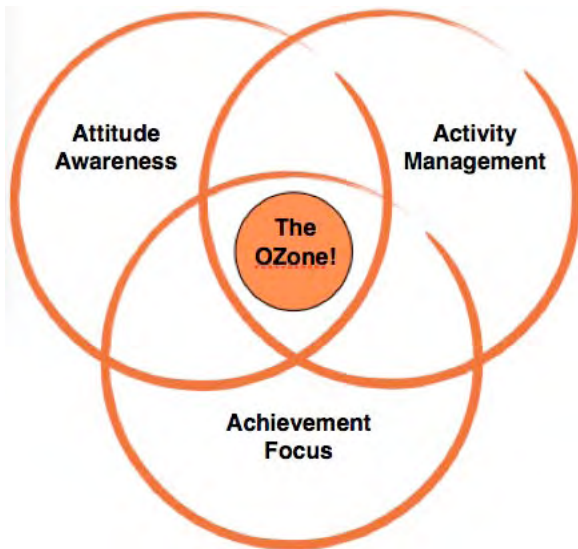 Attitude
Awareness
Activity
Management
The
OZone!
Achievement
Focus